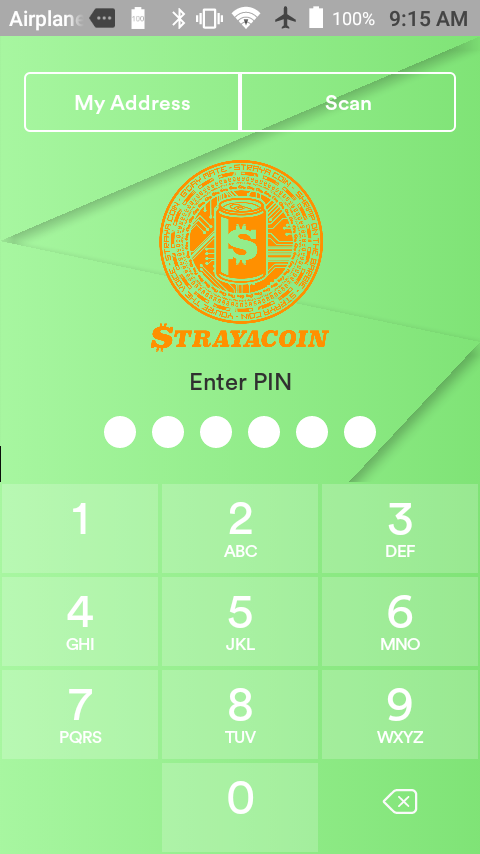 Airplane 100 100% 9:15 AM
My Address Scan
$TRAYACOIN
Enter PIN
1 2 3
ABC DEF
4 5 6
GHI JKL MNO
7 8 9
PQRS TUV WXYZ
0